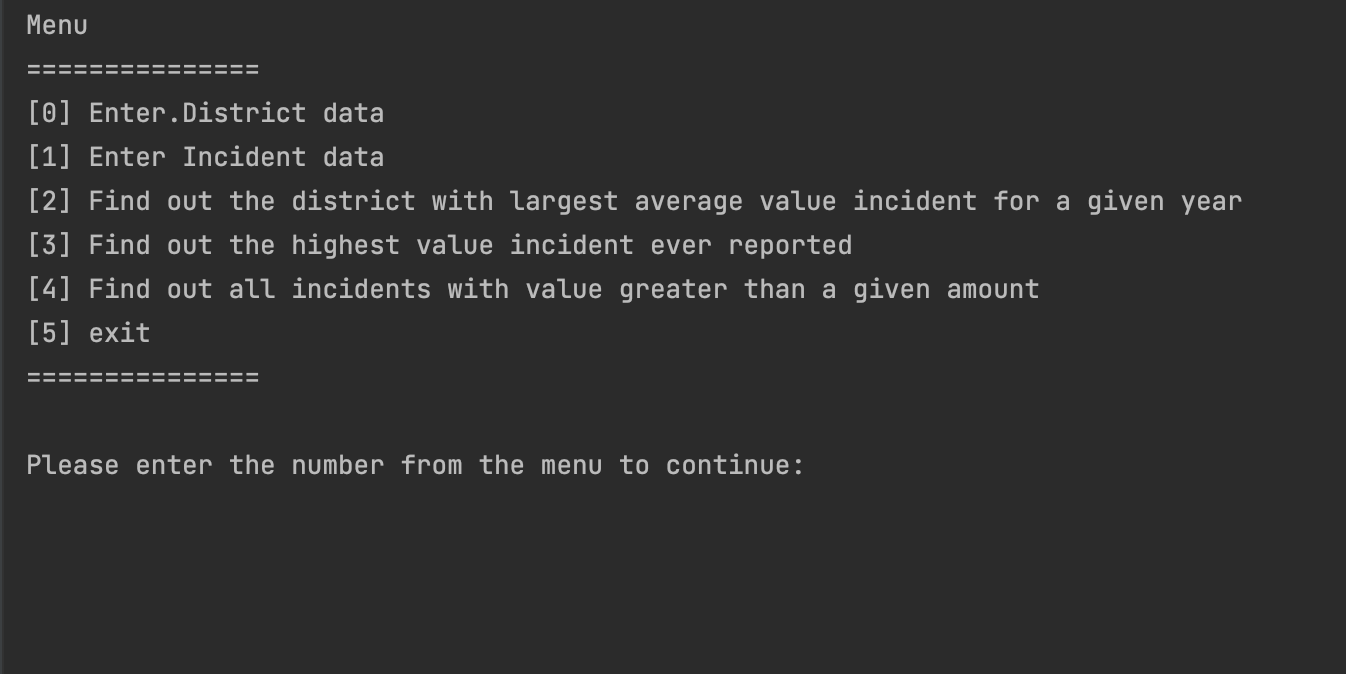 Menu
===============
[0] Enter.District data
[1] Enter Incident data
[2] Find out the district with largest average value incident for a given year
[3] Find out the highest value incident ever reported
[4] Find out all incidents with value greater than a given amount
[5] exit
===============
Please enter the number from the menu to continue: